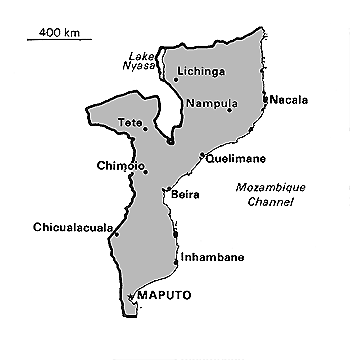 400 km
Lake
Nyasa
Lichinga
Nampula
Nacala
Tete
Chimoio
Quelimane
Beira
Mozambique
Channel
Chicualacuala
Inhambane
MAPUTO